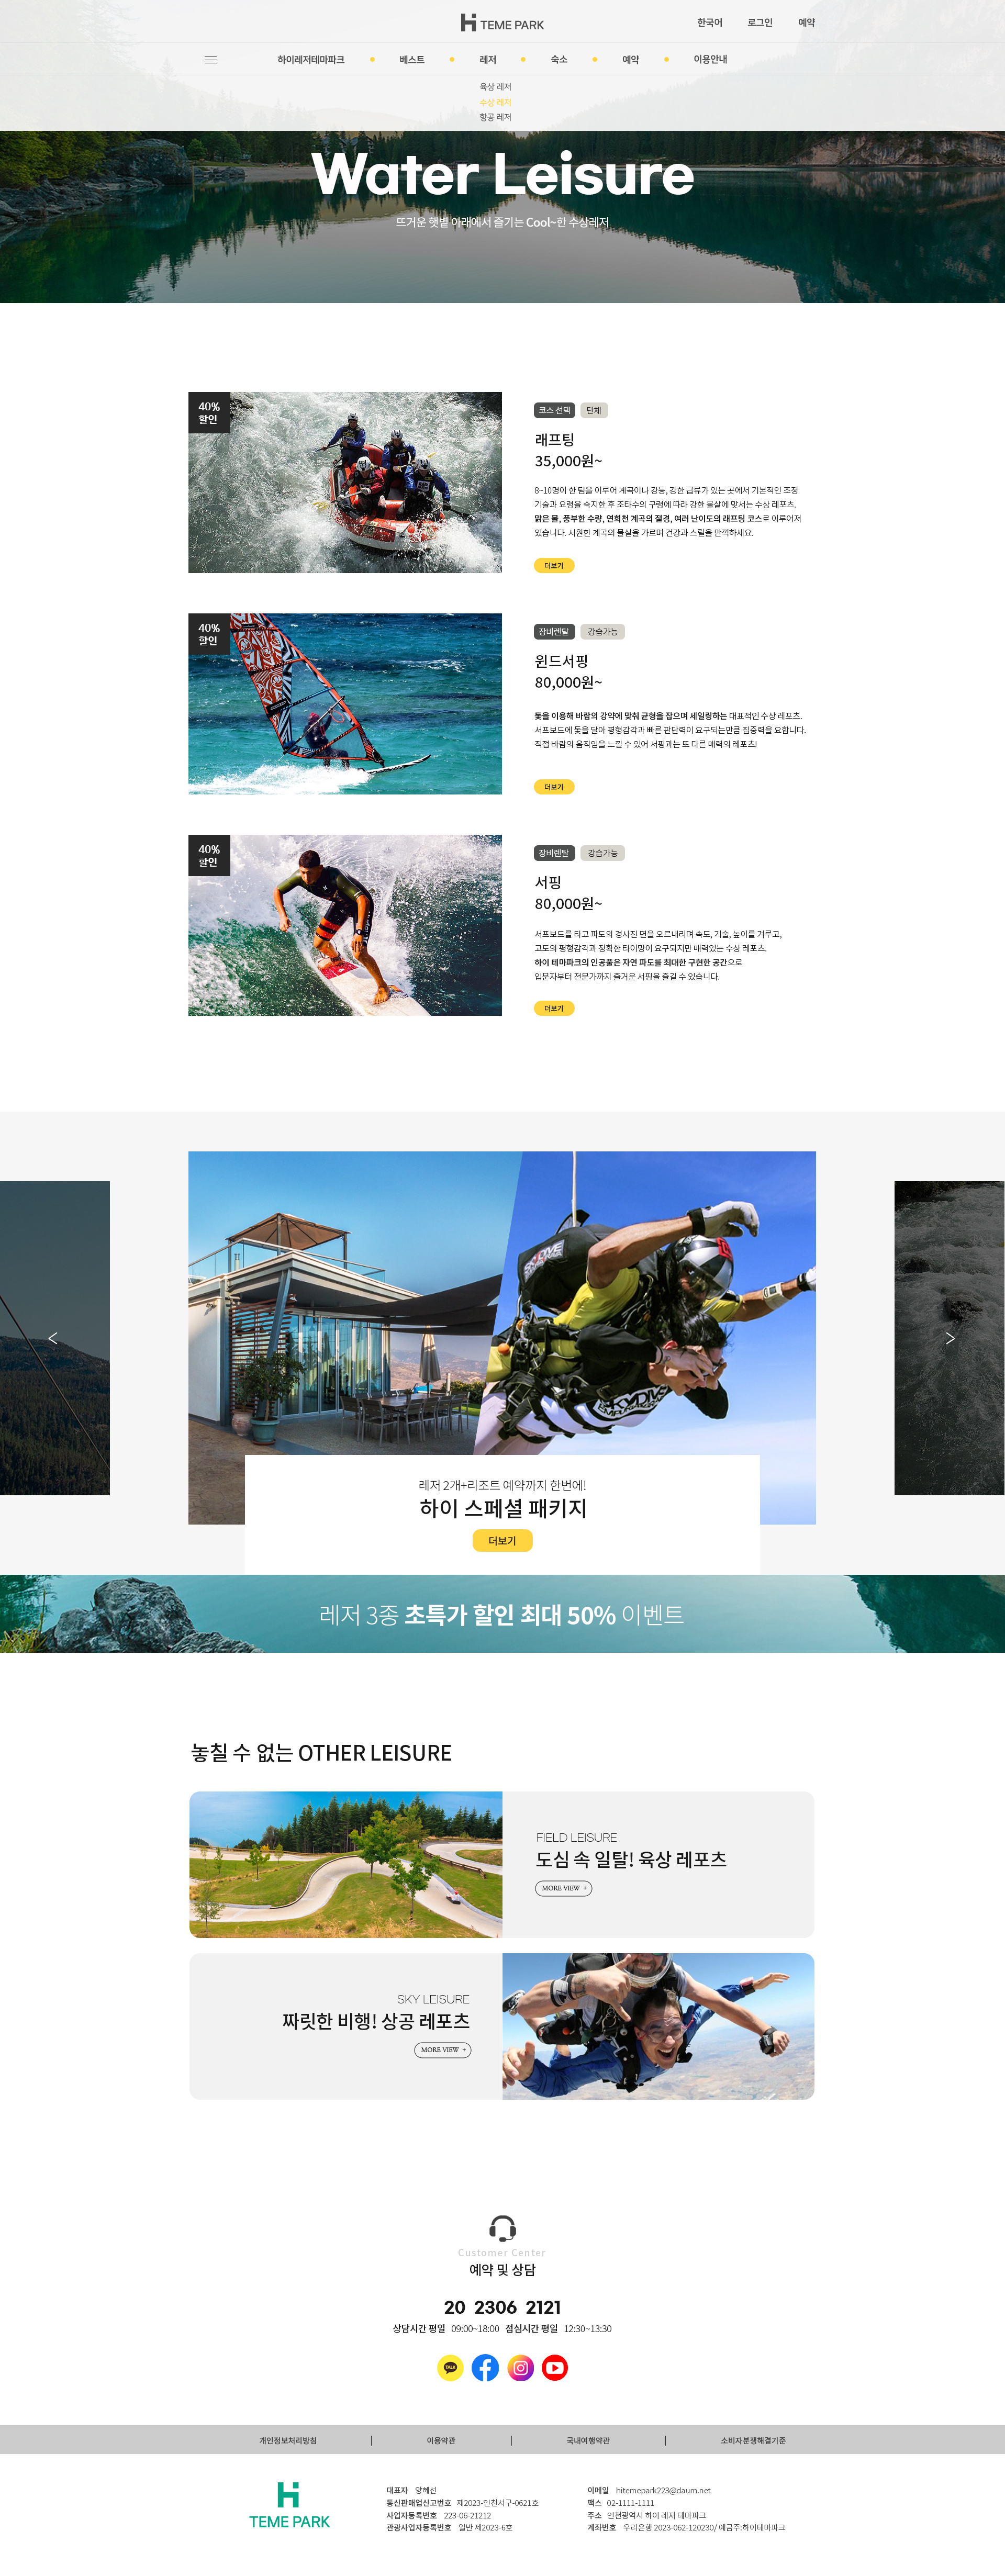 TEME PARK
한국어 로그인 예약
하이레저테마파크 베스트 레저 숙소 예약 이용안내
육상 레저
수상 레저
항공 레저
Water Leisure
뜨거운 햇볕 아래에서 즐기는 Cool~한 수상레저
40%
할인
코스 선택 단체
래프팅
35,000원~
8~10명이 한 팀을 이루어 계곡이나 강등, 강한 급류가 있는 곳에서 기본적인 조정
기술과 요령을 숙지한 후 조타수의 구령에 따라 강한 물살에 맞서는 수상 레포츠.
맑은 물, 풍부한 수량, 연희천 계곡의 절경, 여러 난이도의 래프팅 코스로 이루어져
있습니다. 시원한 계곡의 물살을 가르며 건강과 스릴을 만끽하세요.
더보기
40%
할인
장비렌탈 강습가능
윈드서핑
80,000원~
돛을 이용해 바람의 강약에 맞춰 균형을 잡으며 세일링하는 대표적인 수상 레포츠.
서프보드에 돛을 달아 평형감각과 빠른 판단력이 요구되는만큼 집중력을 요합니다.
직접 바람의 움직임을 느낄 수 있어 서핑과는 또 다른 매력의 레포츠!
더보기
40%
할인
장비렌탈 강습가능
서핑
80,000원~
서프보드를 타고 파도의 경사진 면을 오르내리며 속도, 기술, 높이를 겨루고,
고도의 평형감각과 정확한 타이밍이 요구되지만 매력있는 수상 레포츠.
하이 테마파크의 인공풀은 자연 파도를 최대한 구현한 공간으로
입문자부터 전문가까지 즐거운 서핑을 즐길 수 있습니다.
더보기
레저 2개+리조트 예약까지 한번에!
하이 스페셜 패키지
더보기
레저 3종 초특가 할인 최대 50% 이벤트
놓칠 수 없는 OTHER LEISURE
FIELD LEISURE
도심 속 일탈! 육상 레포츠
MORE VIEW +
SKY LEISURE
짜릿한 비행! 상공 레포츠
MORE VIEW +
Customer Center
예약 및 상담
20 2306 2121
상담시간 평일 09:00~18:00 점심시간 평일 12:30~13:30
TALK
개인정보처리방침 이용약관 국내여행약관 소비자분쟁해결기준
TEME PARK
대표자 양혜선
통신판매업신고번호 제2023-인천서구-0621호
사업자등록번호 223-06-21212
관광사업자등록번호 일반 제2023-6호
이메일 hitemepark223@daum.net
팩스 02-1111-1111
주소 인천광역시 하이 레저 테마파크
계좌번호 우리은행 2023-062-120230/ 예금주:하이테마파크